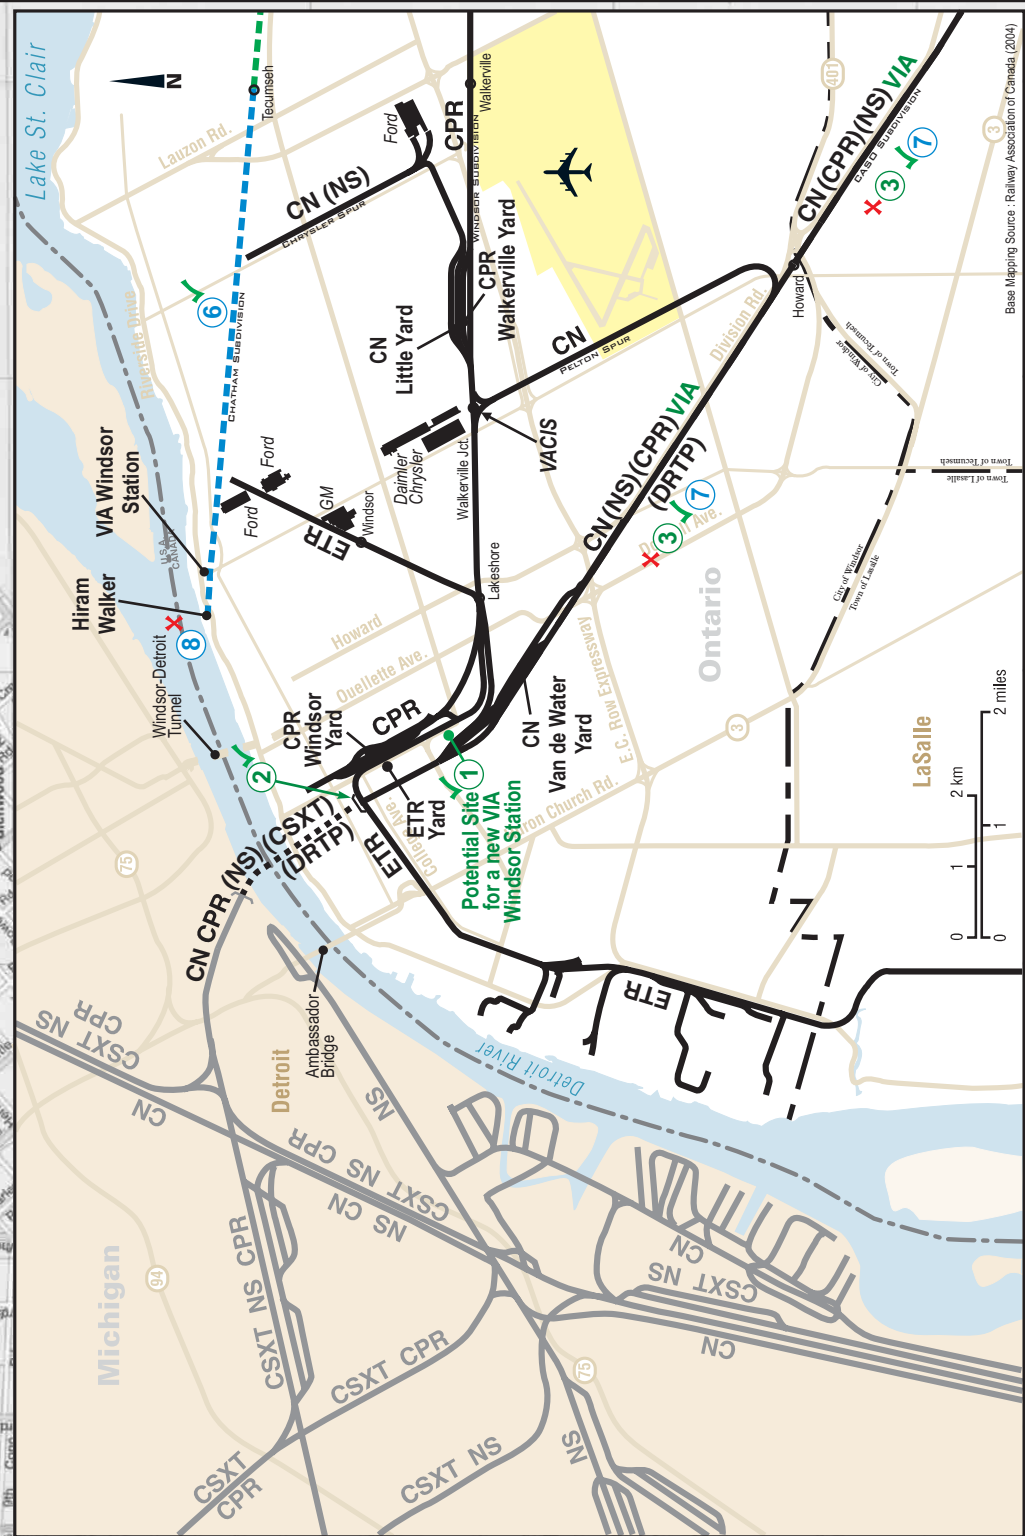 Lake St. Clair
N
Tecumseh
Lauzon Rd.
Riverside Drive
CHATHAM SUBDIVISION
6
CN (NS)
CHRYSLER SPUR
Ford
CPR
WINDSOR SUBDIVISION
Walkerville
CPR
Walkerville Yard
CN
Little Yard
CN
PELTON SPUR
VACIS
Daimler
Chrysler
Walkerville Jct.
VIA Windsor
Station
Hiram
Walker
U.S.A.
CANADA
8
Windsor-Detroit
Tunnel
Ford
Ford
GM
Windsor
ETR
Lakeshore
Howard
Ouellette Ave.
CPR
Windsor
Yard
CPR
2
ETR
Yard
College Ave.
1
Potential Site
for a new VIA
Windsor Station
CN
Van de Water
Yard
E.C. Row Expressway
Huron Church Rd.
CN (NS)(CPR) VIA
(DRTP)
3
7
Division Rd.
Howard
CN (CPR)(NS) VIA
CASO SUBDIVISION
3
7
401
3
City of Windsor
Town of Tecumseh
Town of Tecumseh
Town of Lasalle
City of Windsor
Town of Lasalle
Ontario
LaSalle
3
0
1
2 km
0
1
2 miles
Base Mapping Source : Railway Association of Canada (2004)
CN CPR (NS) (CSXT)
(DRTP)
ETR
ETR
Ambassador
Bridge
Detroit River
Detroit
Michigan
75
94
75
CSXT NS
CPR
CN
NS
CSXT NS CPR
NS CN
CSXT NS CPR
CSXT CPR
CSXT
CPR
CSXT NS
NS
CN
CSXT NS
CN